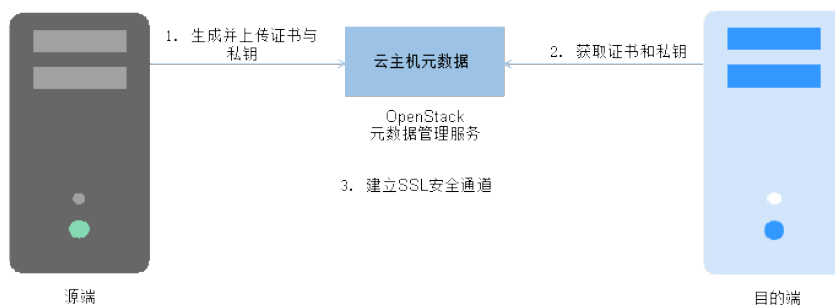 1. 生成并上传证书与
私钥
云主机元数据
2. 获取证书和私钥
OpenStack
元数据管理服务
3. 建立SSL安全通道
源端
目的端